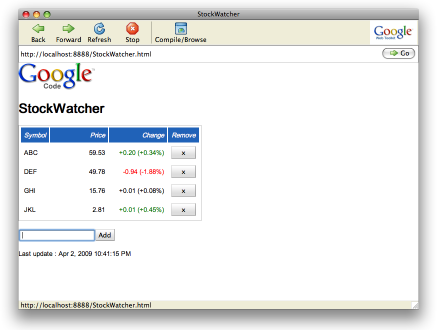 StockWatcher
Back Forward Refresh Stop Compile/Browse
Google
Web Toolkit
http://localhost:8888/StockWatcher.html Go
Google
Code
StockWatcher
Symbol Price Change Remove
ABC 59.53 +0.20 (+0.34%) x
DEF 49.78 -0.94 (-1.88%) x
GHI 15.76 +0.01 (+0.08%) x
JKL 2.81 +0.01 (+0.45%) x
Add
Last update : Apr 2, 2009 10:41:15 PM
http://localhost:8888/StockWatcher.html